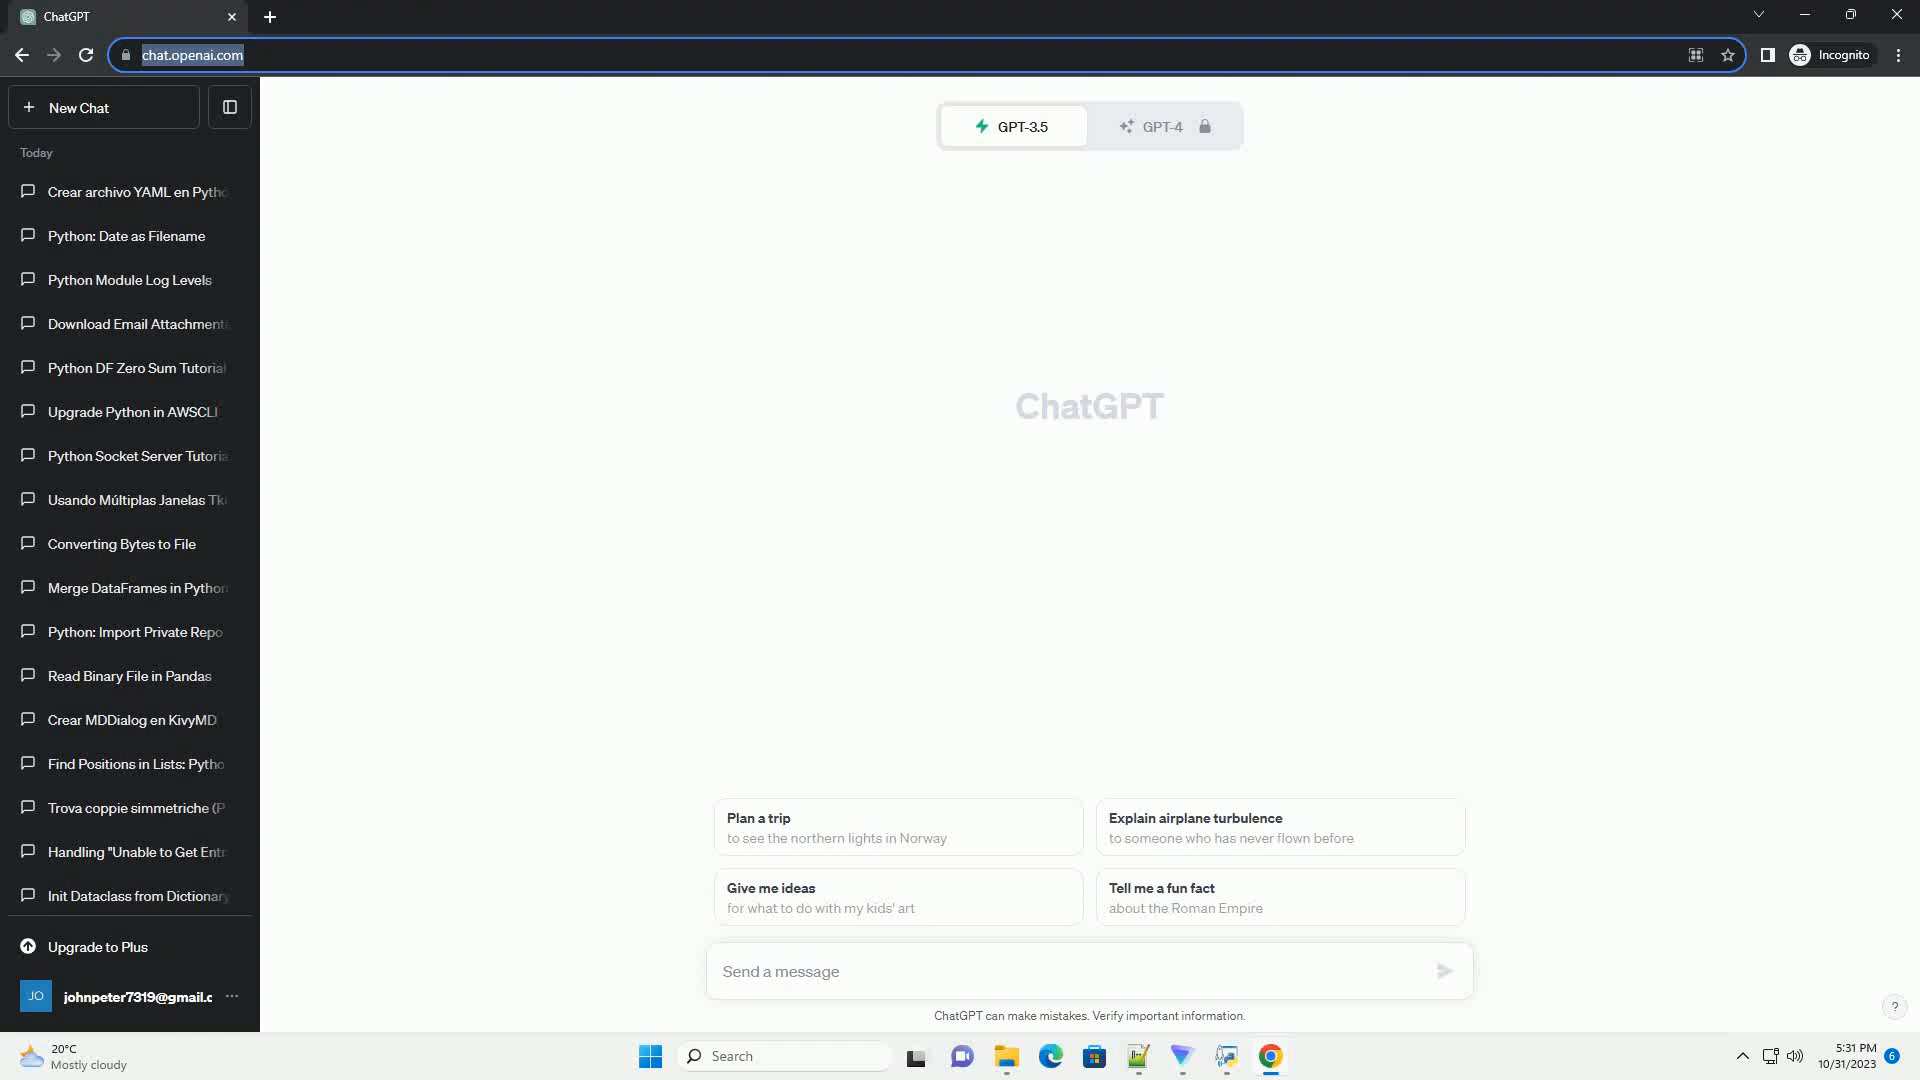 ChatGPT
chat.openai.com
Incognito
New Chat
GPT-3.5
GPT-4
Today
Crear archivo YAML en Pytho
Python: Date as Filename
Python Module Log Levels
Download Email Attachment
Python DF Zero Sum Tutorial
Upgrade Python in AWSCLI
Python Socket Server Tutoria
Usando Múltiplas Janelas Tk
Converting Bytes to File
Merge DataFrames in Python
Python: Import Private Repo
Read Binary File in Pandas
Crear MDDialog en KivyMD
Find Positions in Lists: Pytho
Trova coppie simmetriche (P
Handling "Unable to Get Entr
Init Dataclass from Dictionary
Upgrade to Plus
JO
johnpeter7319@gmail.c
ChatGPT
Plan a trip
to see the northern lights in Norway
Explain airplane turbulence
to someone who has never flown before
Give me ideas
for what to do with my kids' art
Tell me a fun fact
about the Roman Empire
Send a message
ChatGPT can make mistakes. Verify important information.
?
20°C
Mostly cloudy
Search
5:31 PM
10/31/2023
6